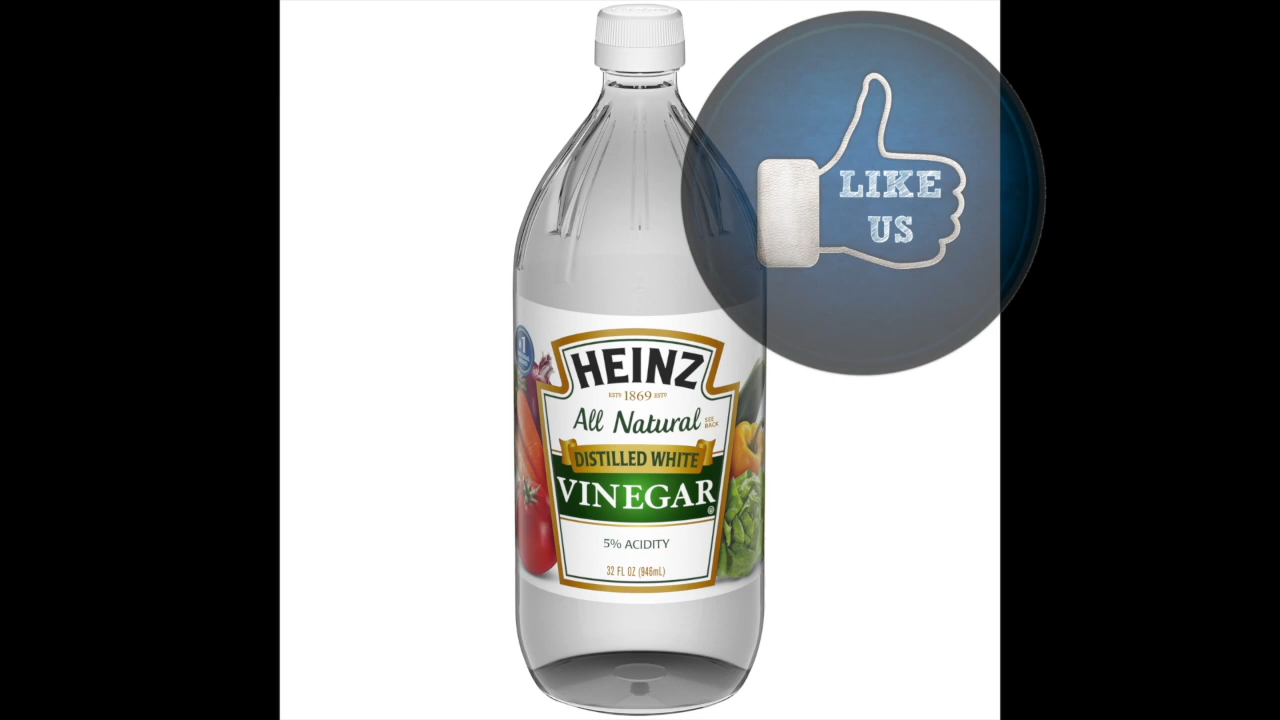 HEINZ
ESTD 1869 ESTD
All Natural
SEE
BACK
DISTILLED WHITE
VINEGAR
5% ACIDITY
32 FL OZ (946mL)
LIKE
US
#1